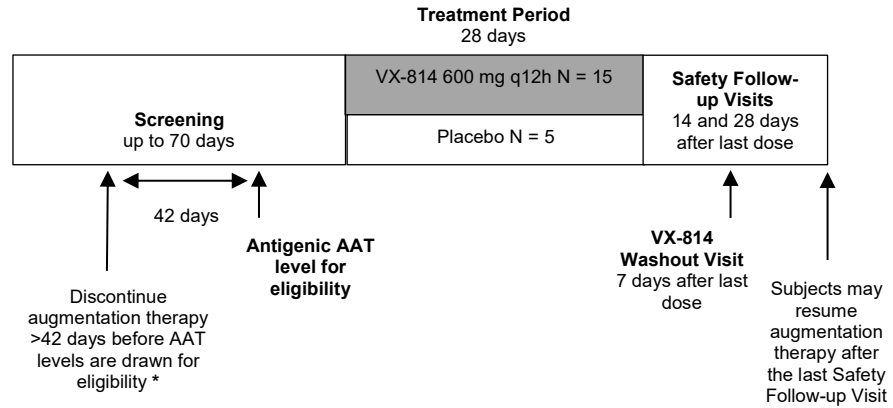 Treatment Period
28 days
VX-814 600 mg q12h N = 15
Placebo N = 5
Screening
up to 70 days
Safety Follow-
up Visits
14 and 28 days
after last dose
42 days
Antigenic AAT
level for
eligibility
Discontinue
augmentation therapy
>42 days before AAT
levels are drawn for
eligibility *
VX-814
Washout Visit
7 days after last
dose
Subjects may
resume
augmentation
therapy after
the last Safety
Follow-up Visit